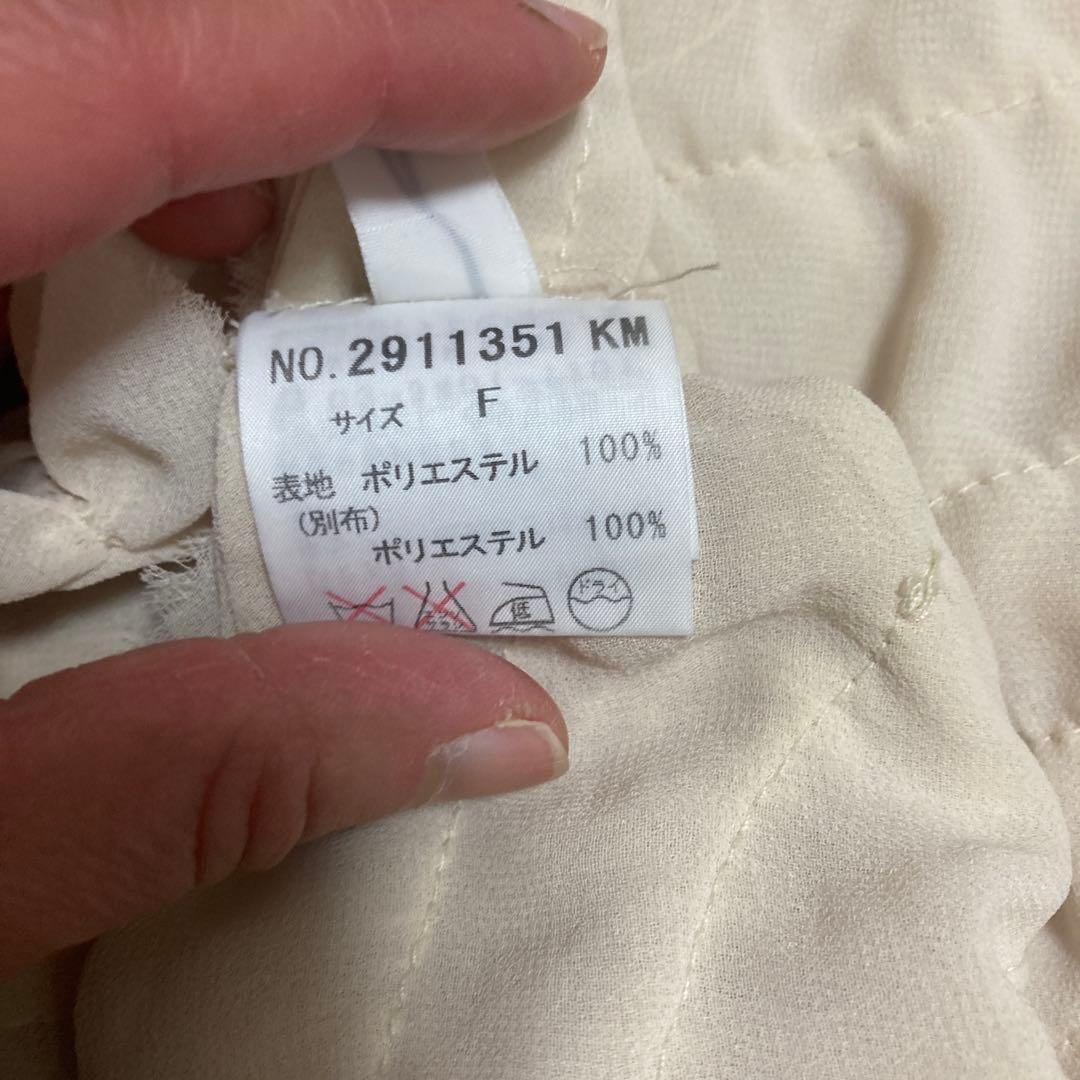 NO. 2911351 KM
サイズ F
表地 ポリエステル 100%
(別布)
ポリエステル 100%
低 ドライ